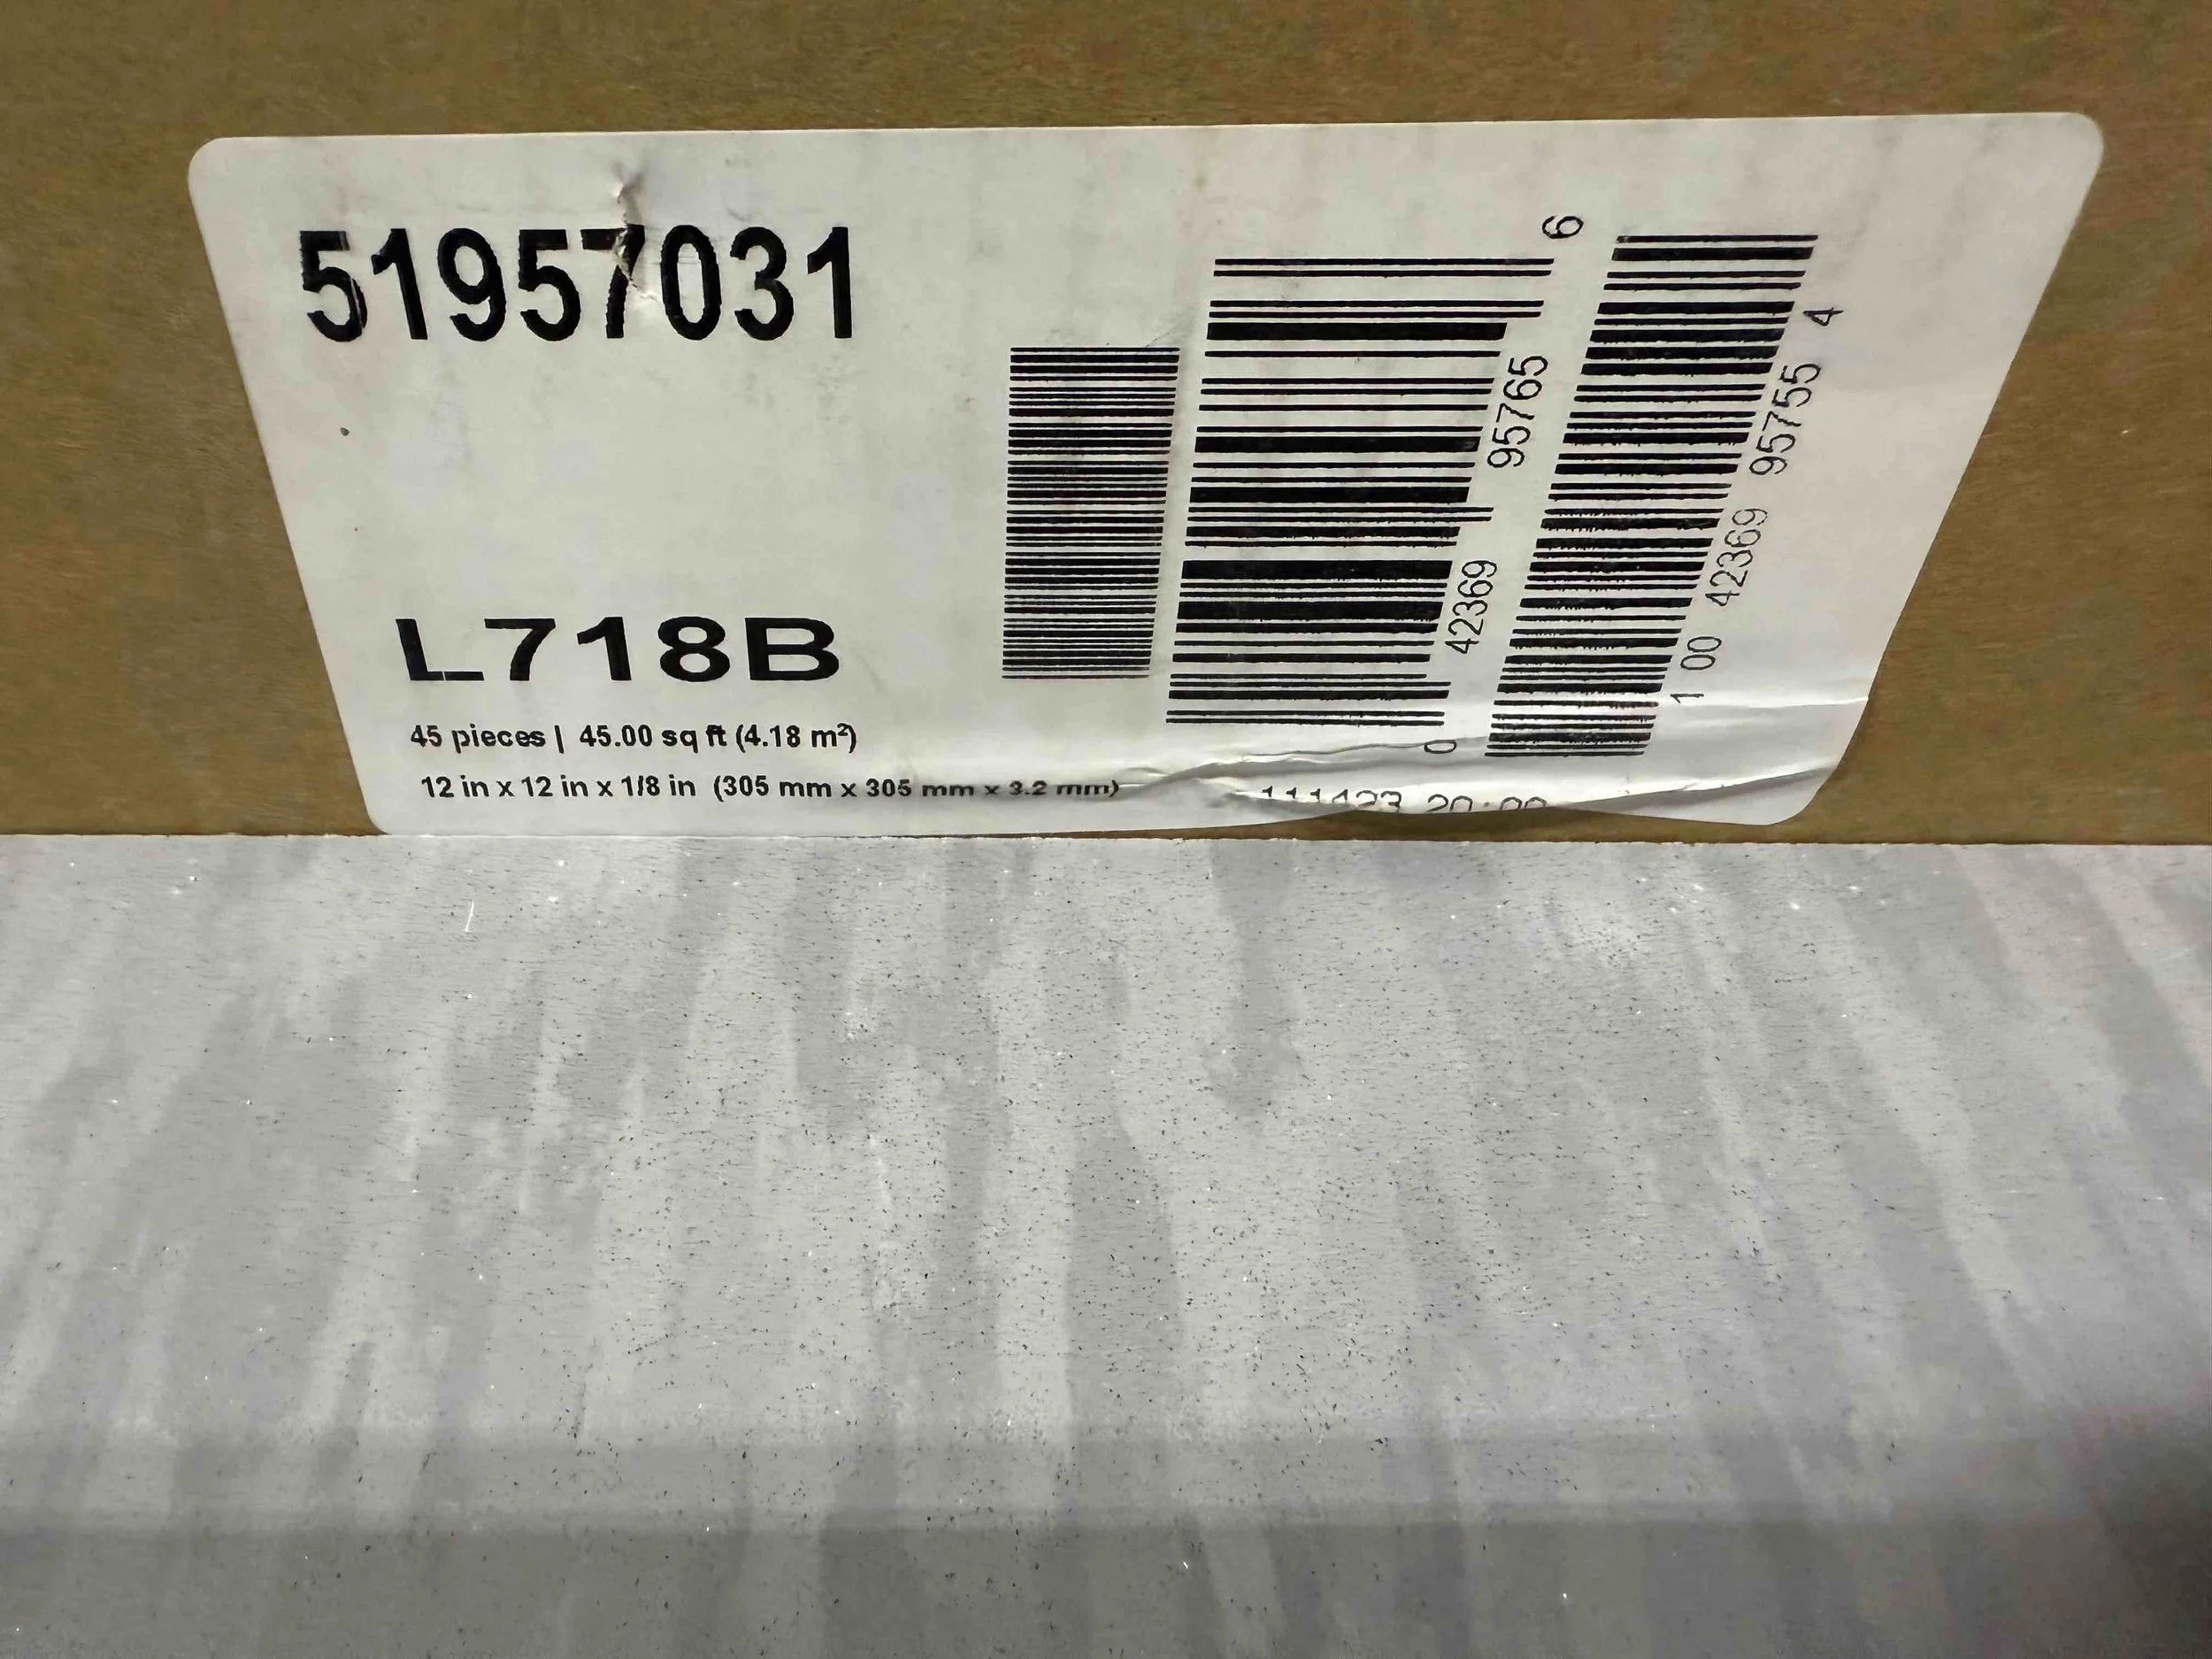 51957031
L718B
45 pieces | 45.00 sq ft (4.18 m²)
12 in x 12 in x 1/8 in (305 mm x 305 mm x 3.2 mm)
0 42369 95765 6
1 00 42369 95755 4